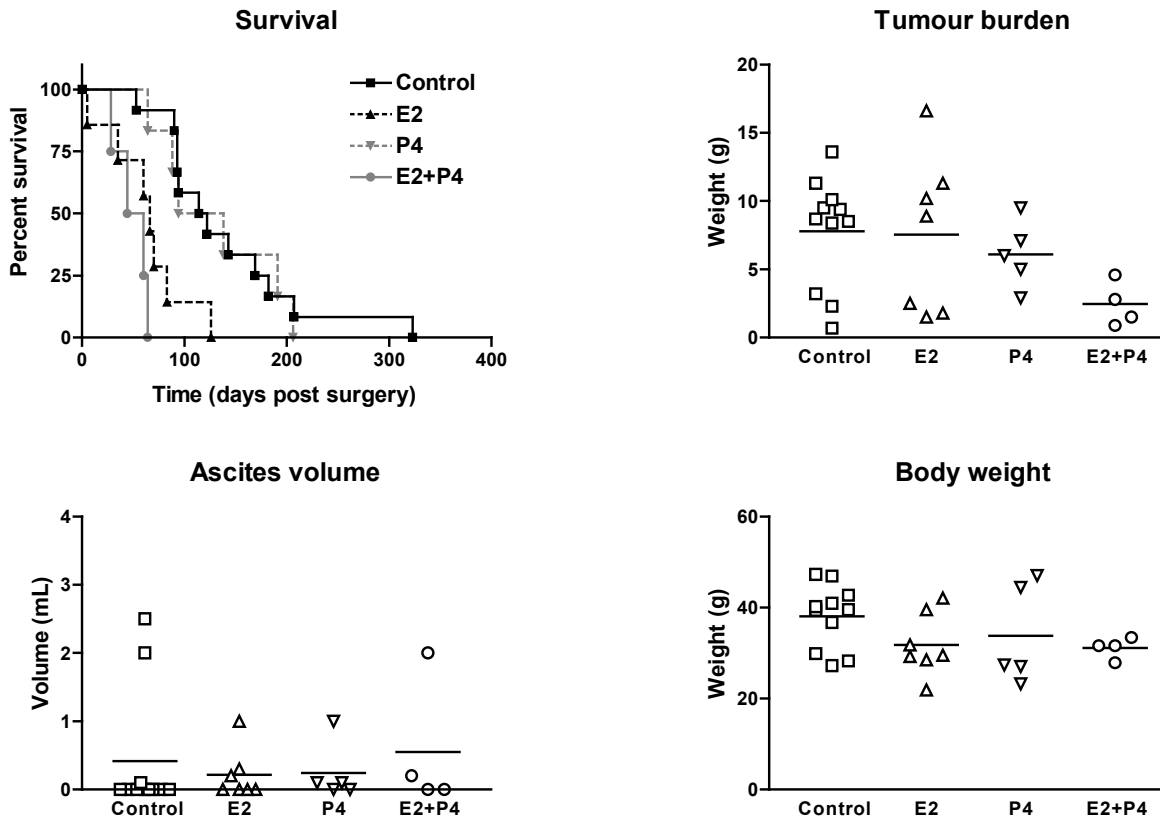 Survival
Percent survival
100
75
50
25
0
0 100 200 300 400
Time (days post surgery)
Control
E2
P4
E2+P4
Tumour burden
Weight (g)
20
15
10
5
0
Control E2 P4 E2+P4
Ascites volume
Volume (mL)
4
3
2
1
0
Control E2 P4 E2+P4
Body weight
Weight (g)
60
40
20
0
Control E2 P4 E2+P4